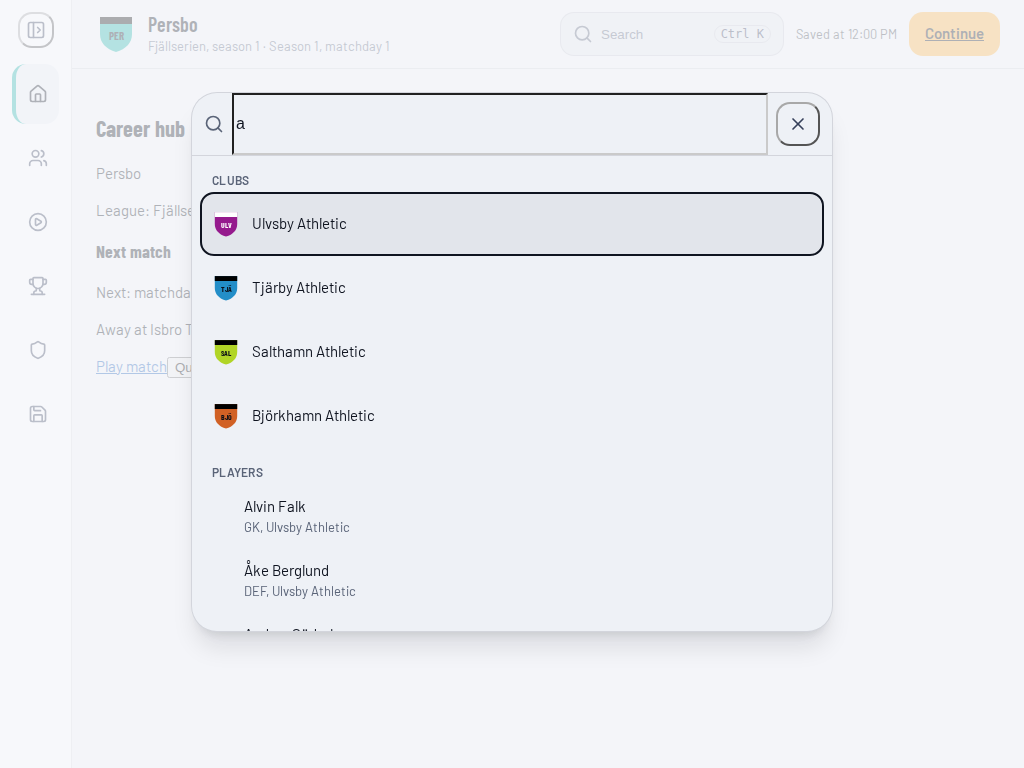 PER
Persbo
Fjällserien, season 1 · Season 1, matchday 1
Search
Ctrl K
Saved at 12:00 PM
Continue
a
Career hub
Persbo
League: Fjällse
Next match
Next: matchda
Away at Isbro T
Play match
Qu
CLUBS
ULV
Ulvsby Athletic
TJÄ
Tjärby Athletic
SAL
Salthamn Athletic
BJÖ
Björkhamn Athletic
PLAYERS
Alvin Falk
GK, Ulvsby Athletic
Åke Berglund
DEF, Ulvsby Athletic